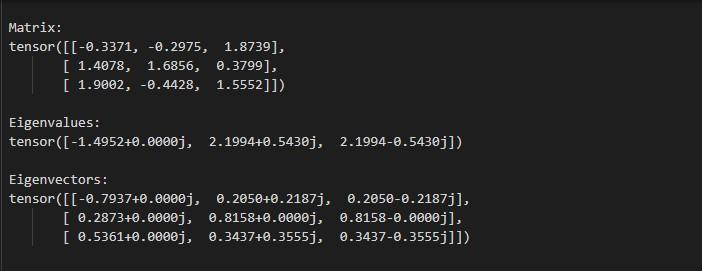 Matrix:
tensor([[-0.3371, -0.2975,  1.8739],
        [ 1.4078,  1.6856,  0.3799],
        [ 1.9002, -0.4428,  1.5552]])
Eigenvalues:
tensor([-1.4952+0.0000j,  2.1994+0.5430j,  2.1994-0.5430j])
Eigenvectors:
tensor([[-0.7937+0.0000j,  0.2050+0.2187j,  0.2050-0.2187j],
        [ 0.2873+0.0000j,  0.8158+0.0000j,  0.8158-0.0000j],
        [ 0.5361+0.0000j,  0.3437+0.3555j,  0.3437-0.3555j]])